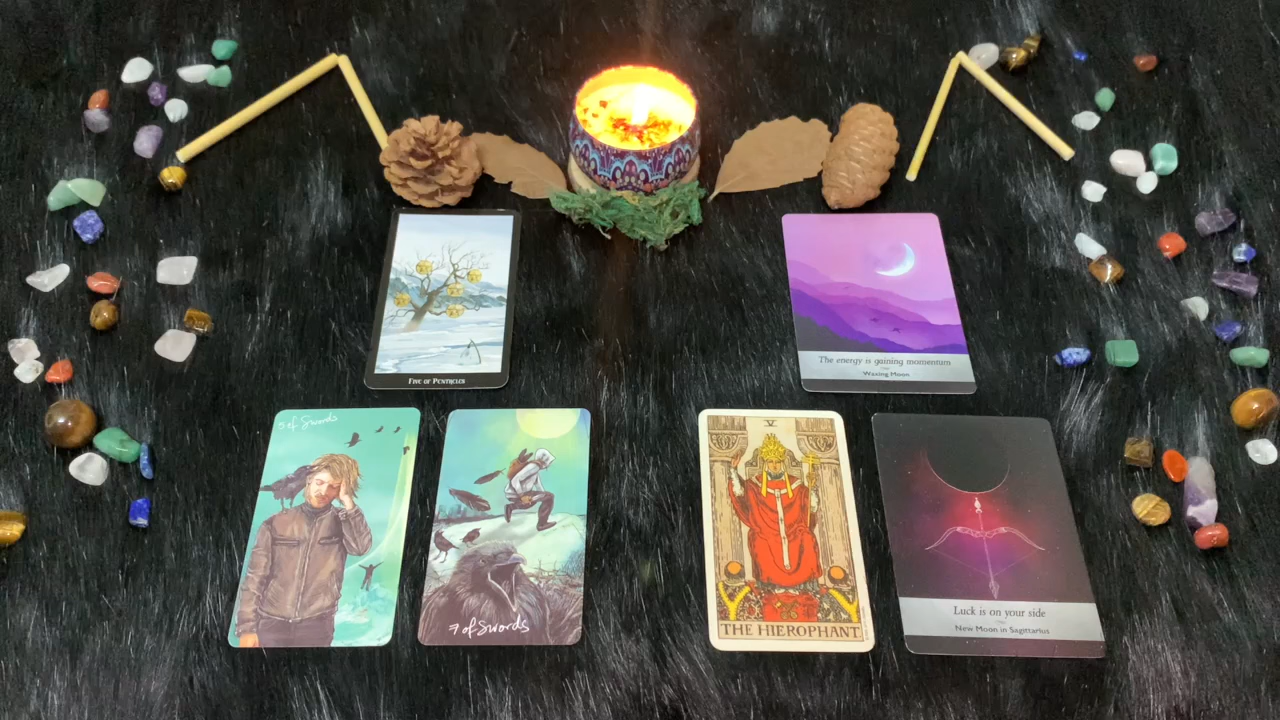 FIVE OF PENTACLES
The energy is gaining momentum
Waxing Moon
5 of Swords
7 of Swords
V
THE HIEROPHANT
Luck is on your side
New Moon in Sagittarius